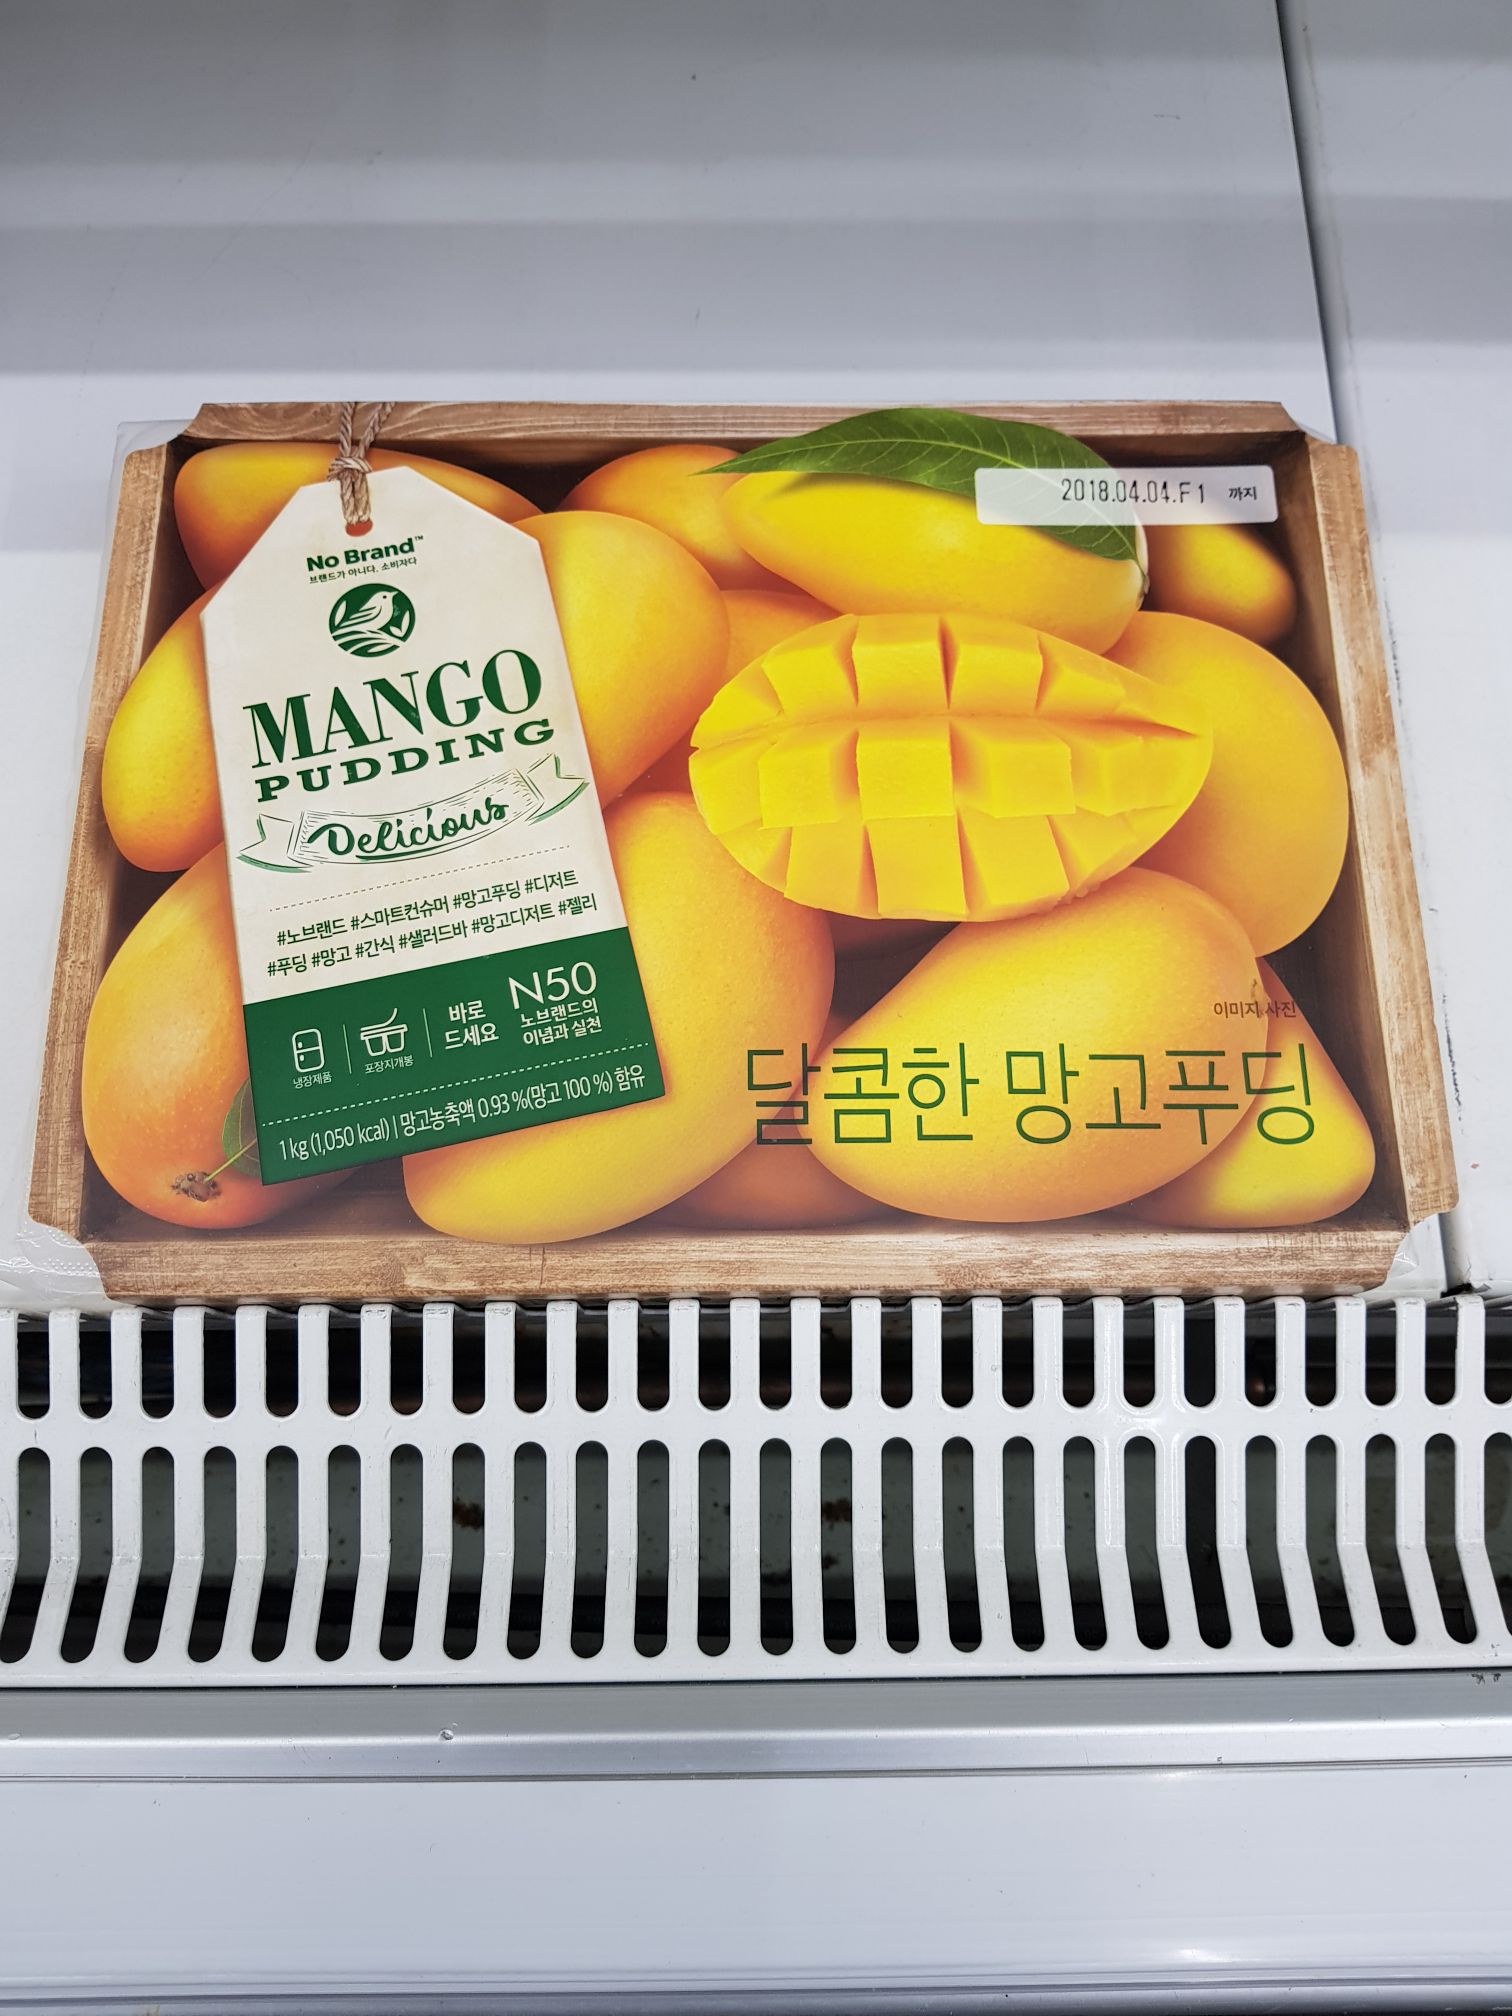 2018.04.04.F1 까지
No Brand™
브랜드가 아니다. 소비자다
MANGO
PUDDING
Delicious
#노브랜드 #스마트컨슈머 #망고푸딩 #디저트
#푸딩 #망고 #간식 #샐러드바 #망고디저트 #젤리
냉장제품
포장지개봉
바로
드세요
N50
노브랜드의
이념과 실천
1 kg (1,050 kcal) | 망고농축액 0.93 %(망고 100 %) 함유
이미지 사진
달콤한 망고푸딩